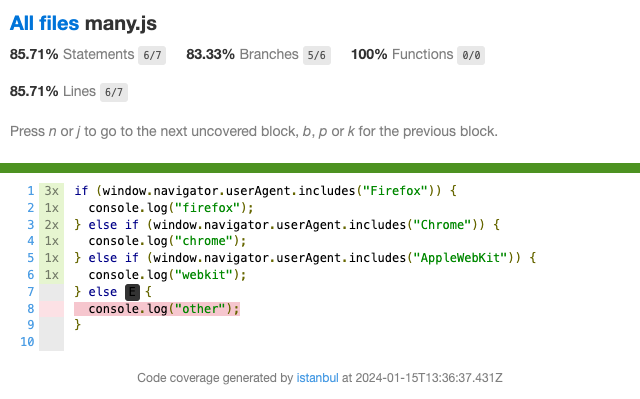 All files many.js
85.71% Statements 6/7 83.33% Branches 5/6 100% Functions 0/0
85.71% Lines 6/7
Press n or j to go to the next uncovered block, b, p or k for the previous block.
1 3x if (window.navigator.userAgent.includes("Firefox")) {
2 1x console.log("firefox");
3 2x } else if (window.navigator.userAgent.includes("Chrome")) {
4 1x console.log("chrome");
5 1x } else if (window.navigator.userAgent.includes("AppleWebKit")) {
6 1x console.log("webkit");
7 } else E {
8 console.log("other");
9 }
10
Code coverage generated by istanbul at 2024-01-15T13:36:37.431Z